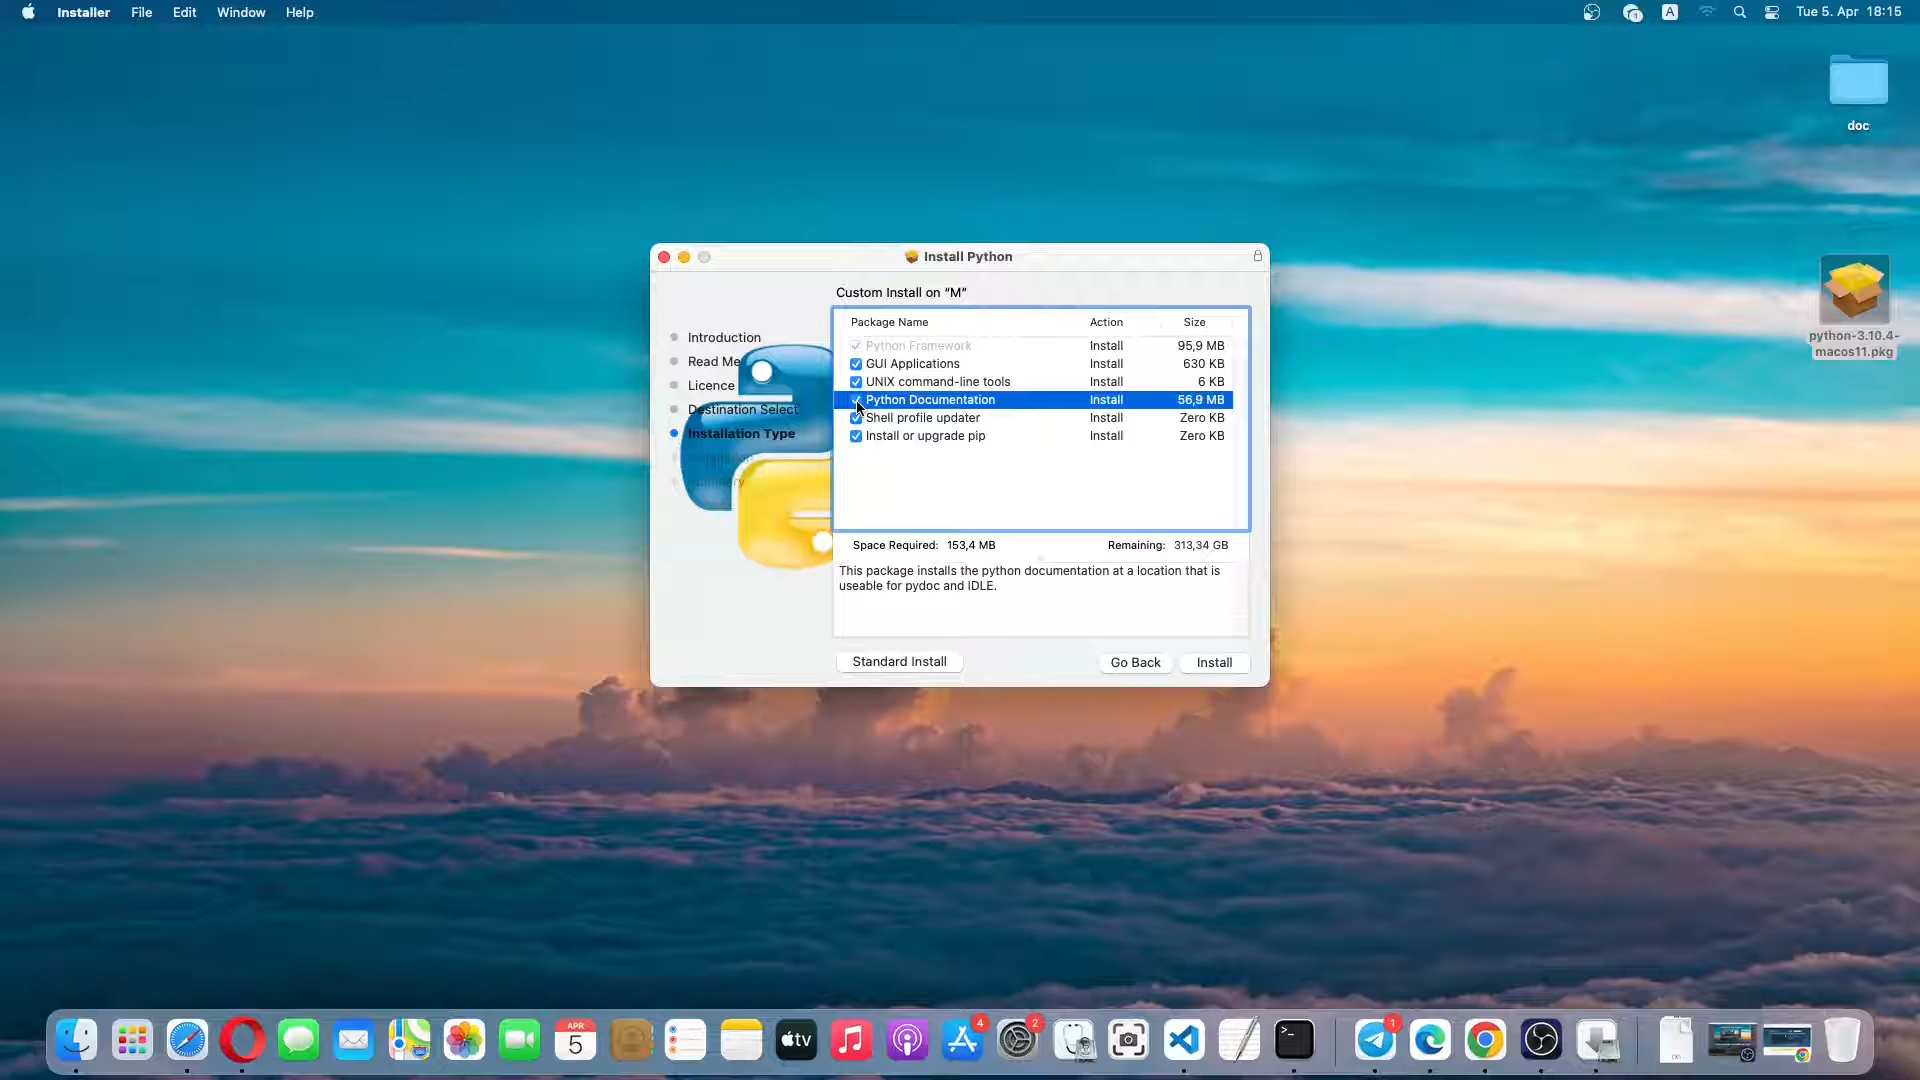 Installer File Edit Window Help
A
Tue 5. Apr 18:15
doc
python-3.10.4-
macos11.pkg
Install Python
Custom Install on “M”
Introduction
Read Me
Licence
Destination Select
Installation Type
Package Name Action Size
Python Framework Install 95,9 MB
GUI Applications Install 630 KB
UNIX command-line tools Install 6 KB
Python Documentation Install 56,9 MB
Shell profile updater Install Zero KB
Install or upgrade pip Install Zero KB
Space Required: 153,4 MB Remaining: 313,34 GB
This package installs the python documentation at a location that is
useable for pydoc and IDLE.
Standard Install Go Back Install
APR
5
tv
4
2
>_
1